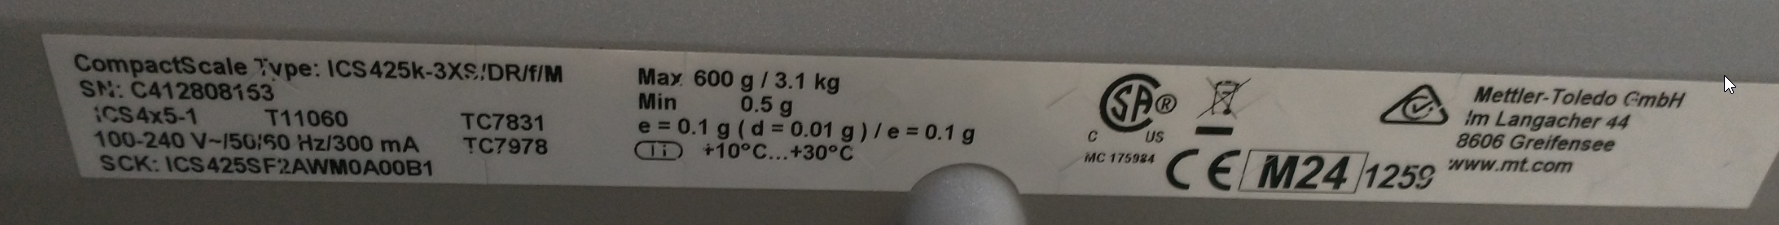 CompactScale Type: ICS425k-3XS/DR/f/M
SN: C412808153
ICS4x5-1 T11060 TC7831
100-240 V~/50/60 Hz/300 mA TC7978
SCK: ICS425SF2AWM0A00B1
Max 600 g / 3.1 kg
Min 0.5 g
e = 0.1 g ( d = 0.01 g ) / e = 0.1 g
II +10°C...+30°C
SA ®
C US
MC 175984
CE M24 1259
Mettler-Toledo GmbH
Im Langacher 44
8606 Greifensee
www.mt.com